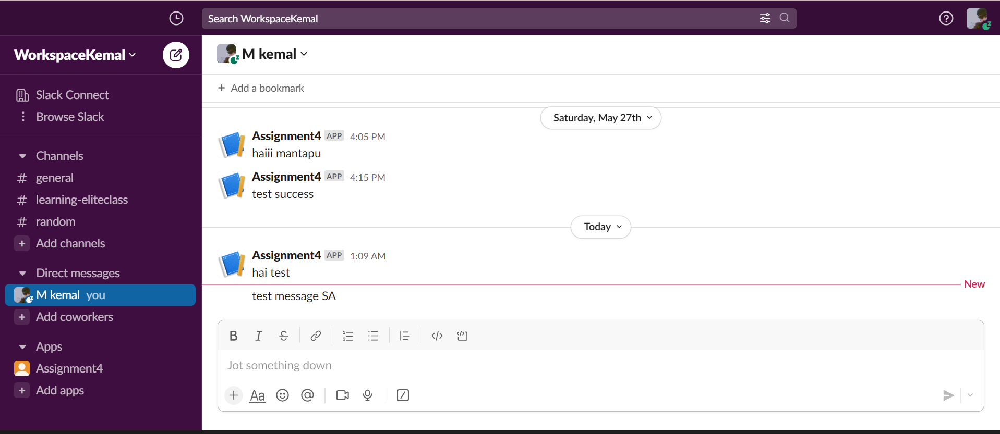 Search WorkspaceKemal
WorkspaceKemal
M kemal
Add a bookmark
Slack Connect
Browse Slack
Channels
general
learning-eliteclass
random
Add channels
Direct messages
M kemal you
Add coworkers
Apps
Assignment4
Add apps
Saturday, May 27th
Assignment4 APP 4:05 PM
haiii mantapu
Assignment4 APP 4:15 PM
test success
Today
Assignment4 APP 1:09 AM
hai test
New
test message SA
Jot something down
Aa